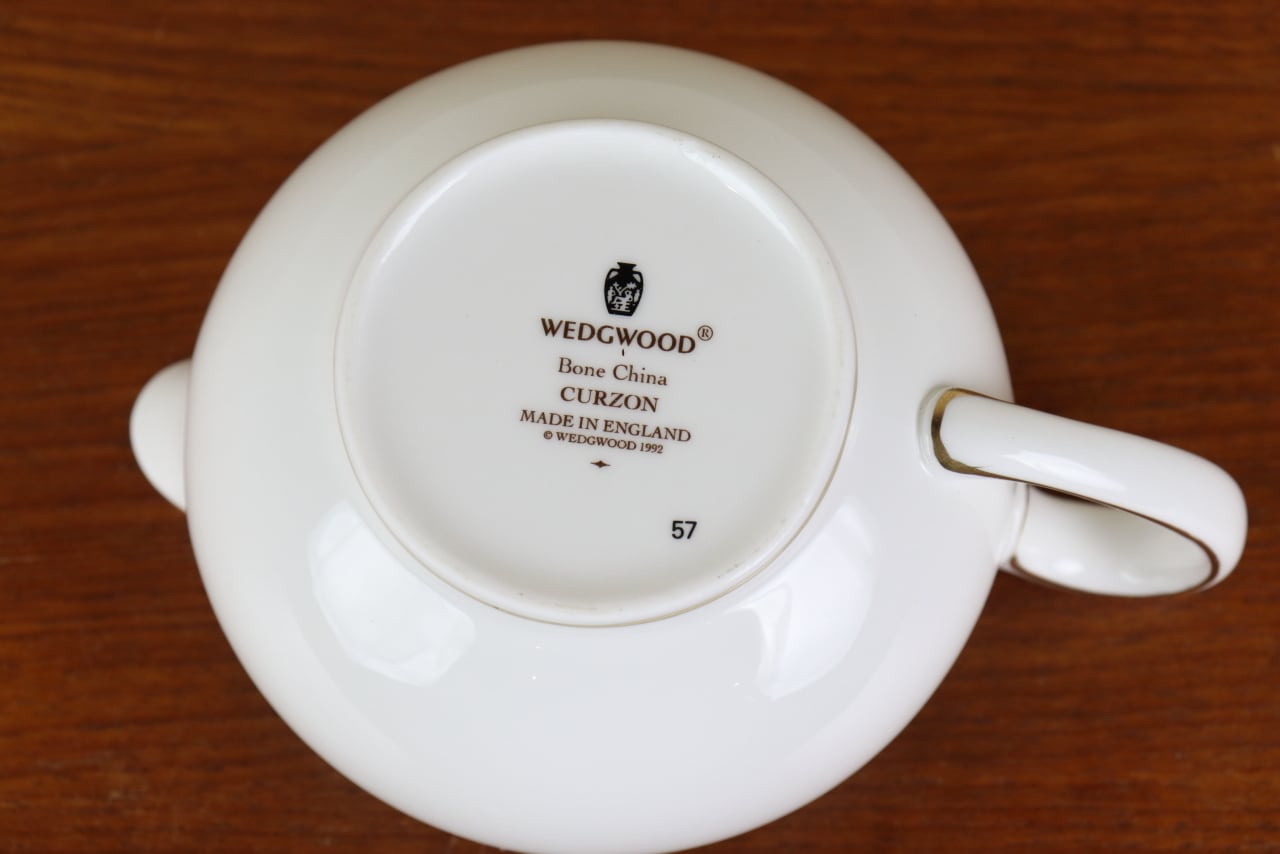 WEDGWOOD®
Bone China
CURZON
MADE IN ENGLAND
© WEDGWOOD 1992
57